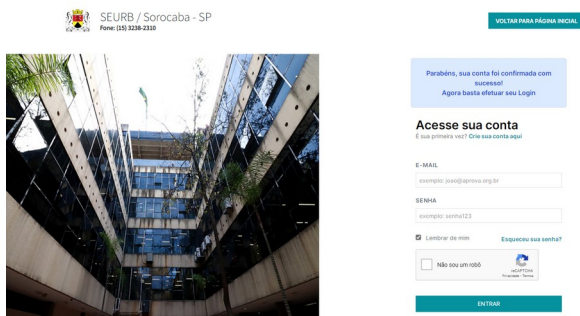 SEURB / Sorocaba - SP
Fone: (15) 3238-2310
VOLTAR PARA PÁGINA INICIAL
Parabéns, sua conta foi confirmada com
sucesso!
Agora basta efetuar seu Login
Acesse sua conta
É sua primeira vez? Crie sua conta aqui
E-MAIL
exemplo: joao@aprova.org.br
SENHA
exemplo: senha123
Lembrar de mim
Esqueceu sua senha?
Não sou um robô
reCAPTCHA
Privacidade - Termos
ENTRAR